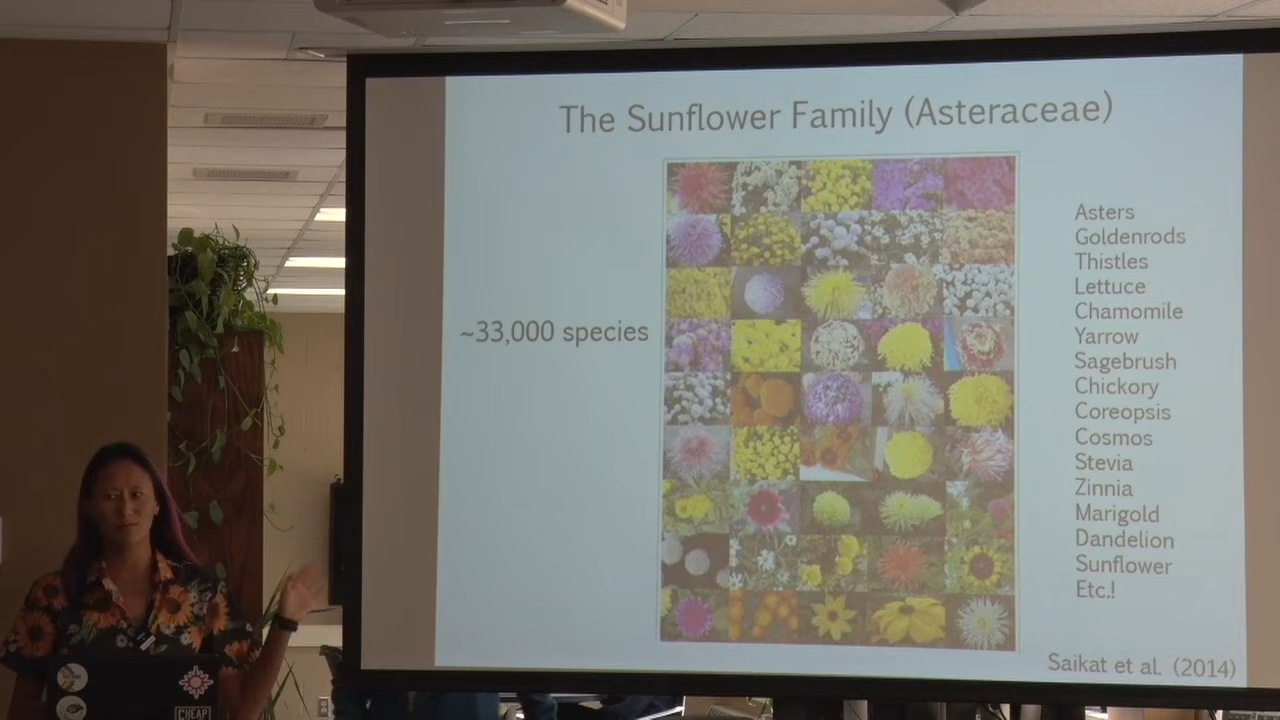 The Sunflower Family (Asteraceae)
~33,000 species
Asters
Goldenrods
Thistles
Lettuce
Chamomile
Yarrow
Sagebrush
Chickory
Coreopsis
Cosmos
Stevia
Zinnia
Marigold
Dandelion
Sunflower
Etc.!
Saikat et al. (2014)
CHEAP